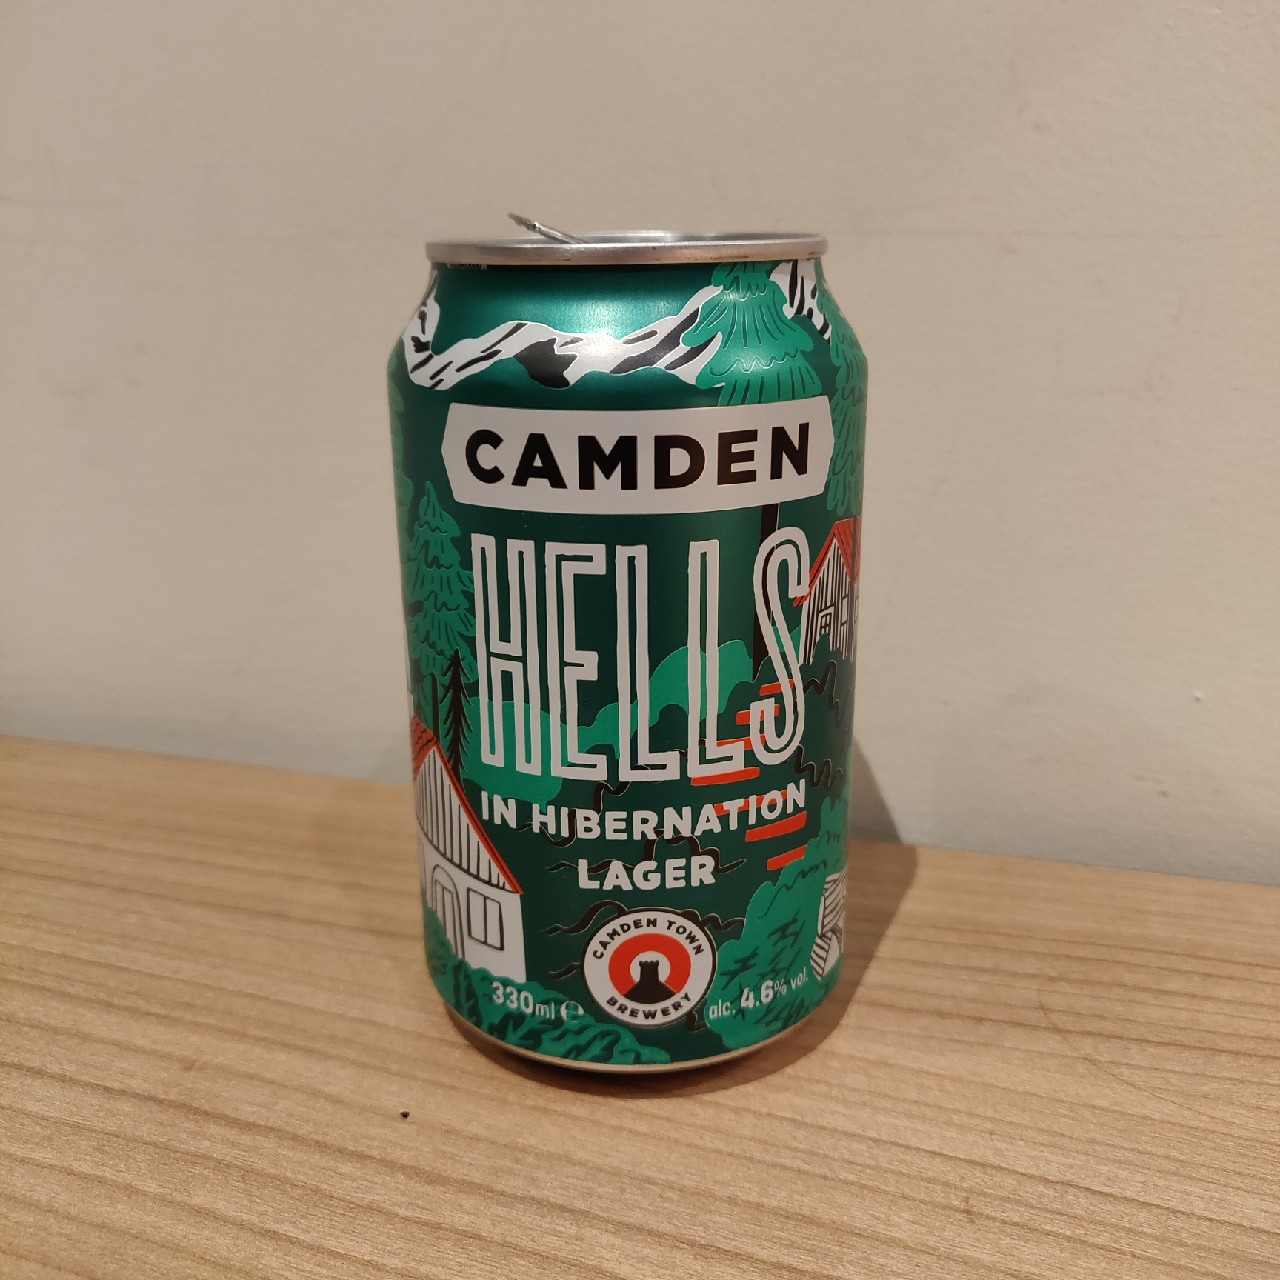 CAMDEN
HELLS
IN HIBERNATION
LAGER
CAMDEN TOWN
BREWERY
330ml ℮
alc. 4.6% vol.